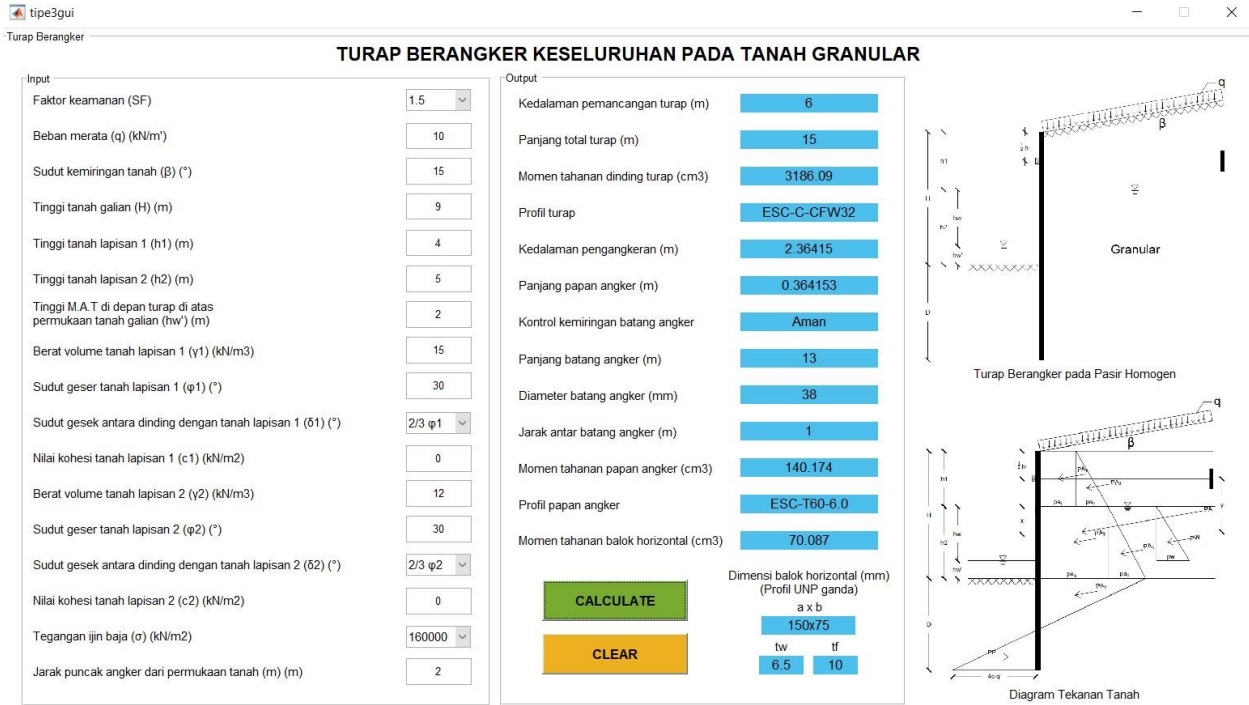 tipe3gui
Turap Berangker
TURAP BERANGKER KESELURUHAN PADA TANAH GRANULAR
Input
Faktor keamanan (SF) 1.5
Beban merata (q) (kN/m') 10
Sudut kemiringan tanah (β) (°) 15
Tinggi tanah galian (H) (m) 9
Tinggi tanah lapisan 1 (h1) (m) 4
Tinggi tanah lapisan 2 (h2) (m) 5
Tinggi M.A.T di depan turap di atas
permukaan tanah galian (hw') (m) 2
Berat volume tanah lapisan 1 (γ1) (kN/m3) 15
Sudut geser tanah lapisan 1 (φ1) (°) 30
Sudut gesek antara dinding dengan tanah lapisan 1 (δ1) (°) 2/3 φ1
Nilai kohesi tanah lapisan 1 (c1) (kN/m2) 0
Berat volume tanah lapisan 2 (γ2) (kN/m3) 12
Sudut geser tanah lapisan 2 (φ2) (°) 30
Sudut gesek antara dinding dengan tanah lapisan 2 (δ2) (°) 2/3 φ2
Nilai kohesi tanah lapisan 2 (c2) (kN/m2) 0
Tegangan ijin baja (σ) (kN/m2) 160000
Jarak puncak angker dari permukaan tanah (m) (m) 2
Output
Kedalaman pemancangan turap (m) 6
Panjang total turap (m) 15
Momen tahanan dinding turap (cm3) 3186.09
Profil turap ESC-C-CFW32
Kedalaman pengangkeran (m) 2.36415
Panjang papan angker (m) 0.364153
Kontrol kemiringan batang angker Aman
Panjang batang angker (m) 13
Diameter batang angker (mm) 38
Jarak antar batang angker (m) 1
Momen tahanan papan angker (cm3) 140.174
Profil papan angker ESC-T60-6.0
Momen tahanan balok horizontal (cm3) 70.087
CALCULATE
CLEAR
Dimensi balok horizontal (mm)
(Profil UNP ganda)
a x b
150x75
tw tf
6.5 10
q
β
h1
H
h2
Granular
D
Turap Berangker pada Pasir Homogen
q
β
h1
H
h2
x
y
D
Diagram Tekanan Tanah